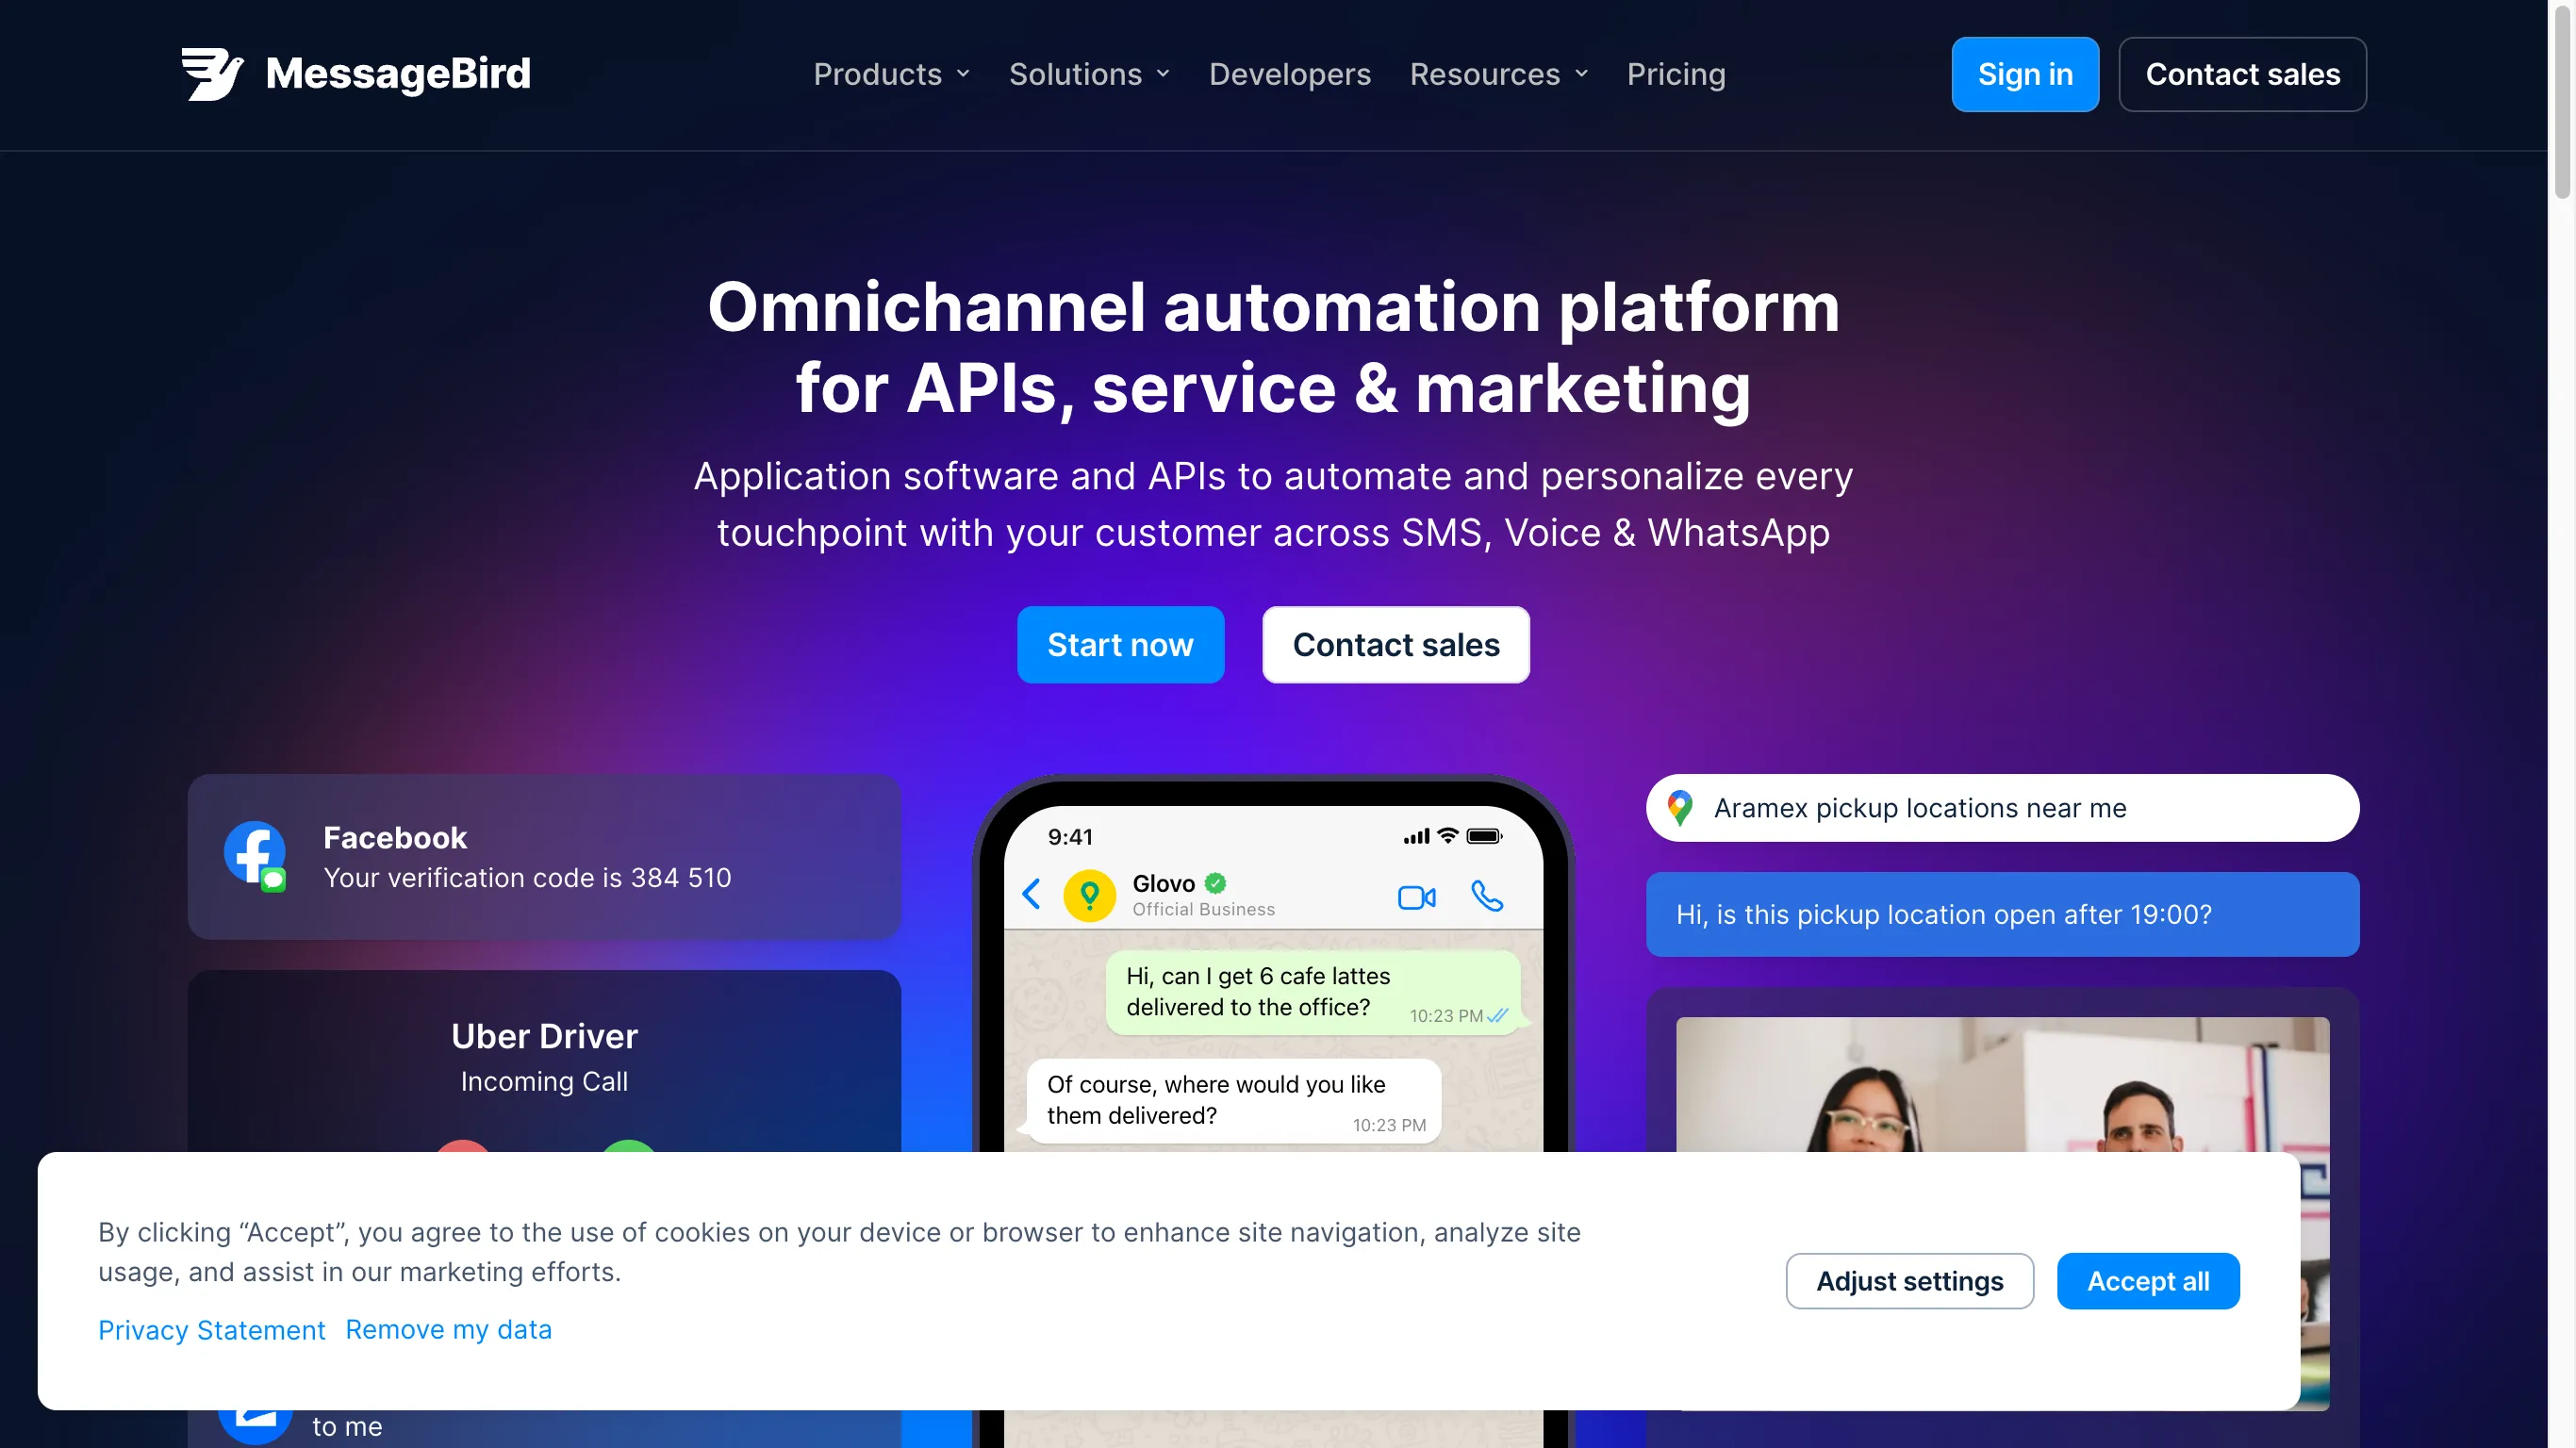 MessageBird
Products
Solutions
Developers
Resources
Pricing
Sign in
Contact sales
Omnichannel automation platform
for APIs, service & marketing
Application software and APIs to automate and personalize every
touchpoint with your customer across SMS, Voice & WhatsApp
Start now
Contact sales
Facebook
Your verification code is 384 510
Uber Driver
Incoming Call
to me
9:41
Glovo
Official Business
Hi, can I get 6 cafe lattes
delivered to the office?
10:23 PM
Of course, where would you like
them delivered?
10:23 PM
Aramex pickup locations near me
Hi, is this pickup location open after 19:00?
By clicking “Accept”, you agree to the use of cookies on your device or browser to enhance site navigation, analyze site
usage, and assist in our marketing efforts.
Privacy Statement
Remove my data
Adjust settings
Accept all